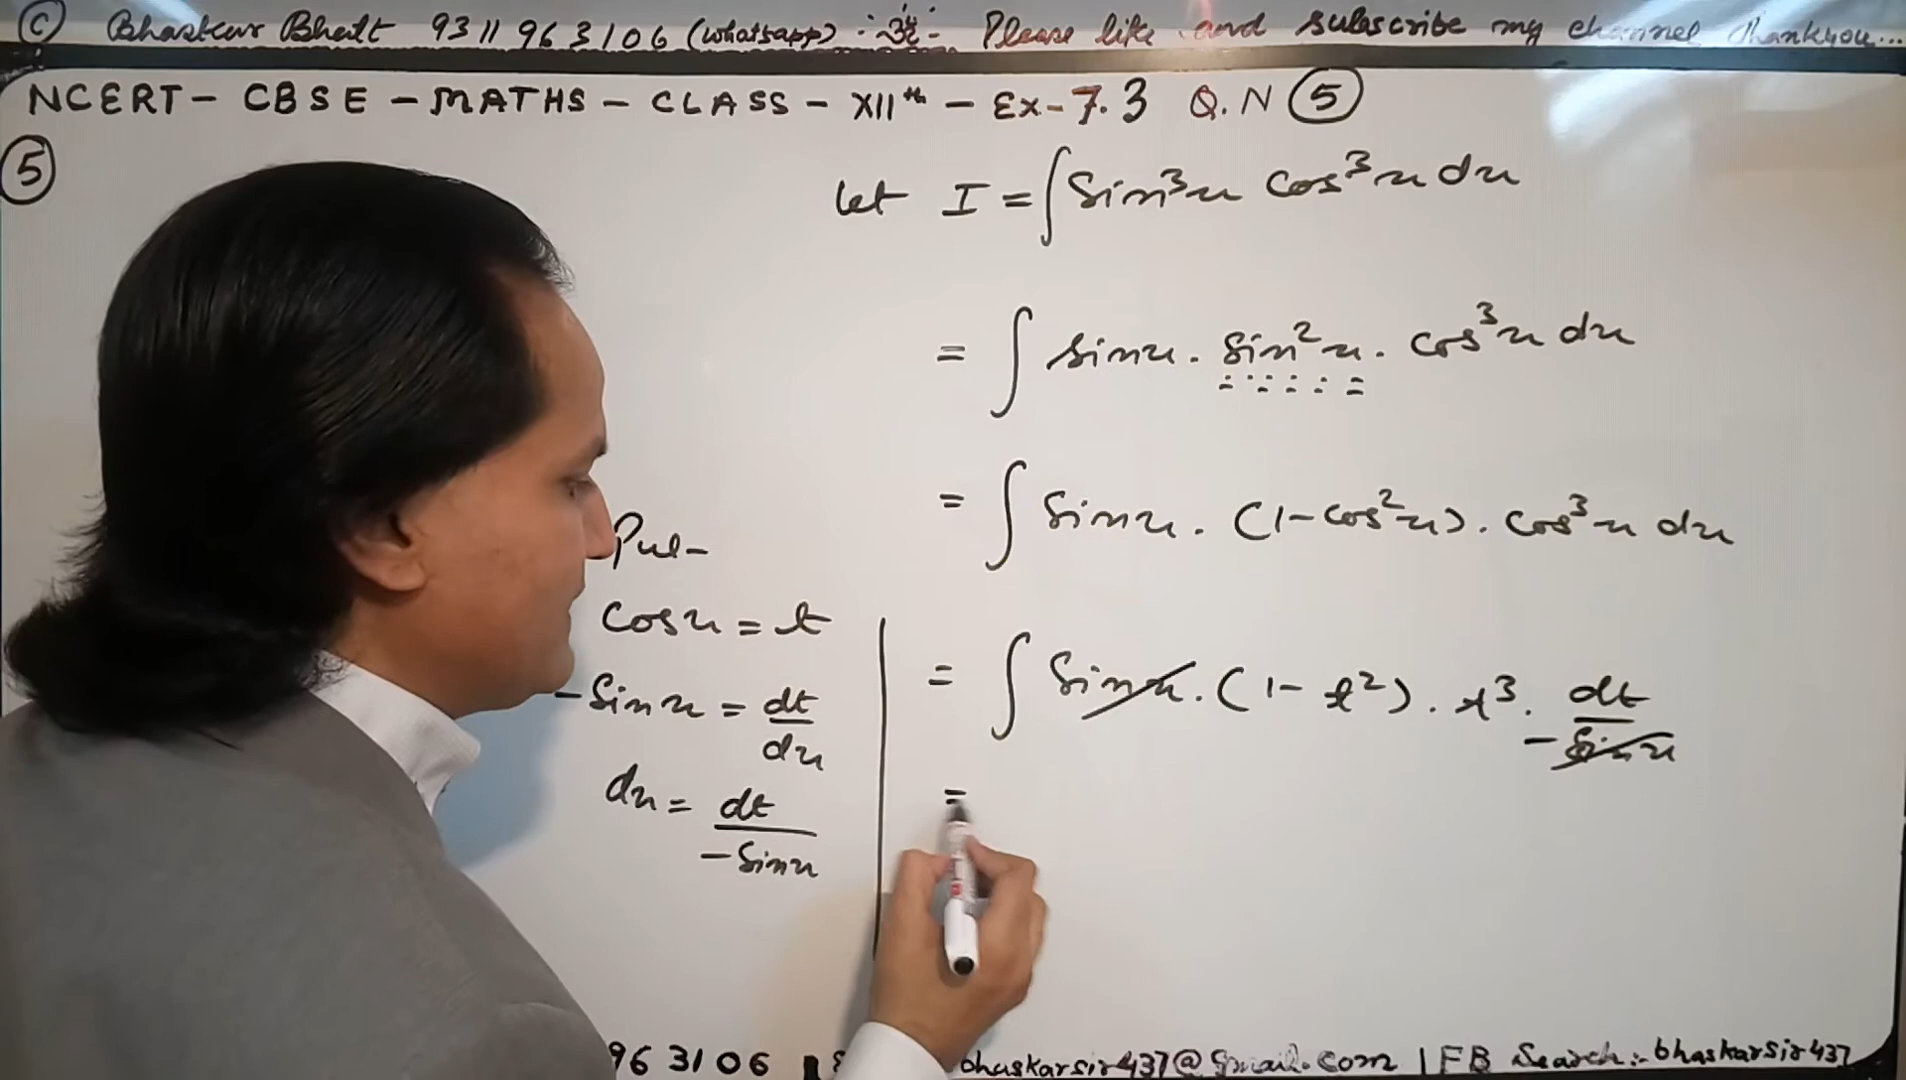 © Bhaskar Bhatt 9311963106 (whatsapp) :ॐ:- Please like and subscribe my channel Thankyou...
NCERT - CBSE - MATHS - CLASS - XIIth - Ex-7.3 Q.N ⑤
⑤
let I = ∫ Sin³x cos³x dx
= ∫ sinx . sin²x . cos³x dx
= ∫ Sinx . (1-cos²x) . cos³x dx
Put
cosx = t
-Sinx = dt/dx
dx = dt/-Sinx
= ∫ Sinx . (1 - t²) . t³ . dt/-Sinx
=
963106
bhaskarsir437@gmail.com | FB Search:- bhaskarsir437